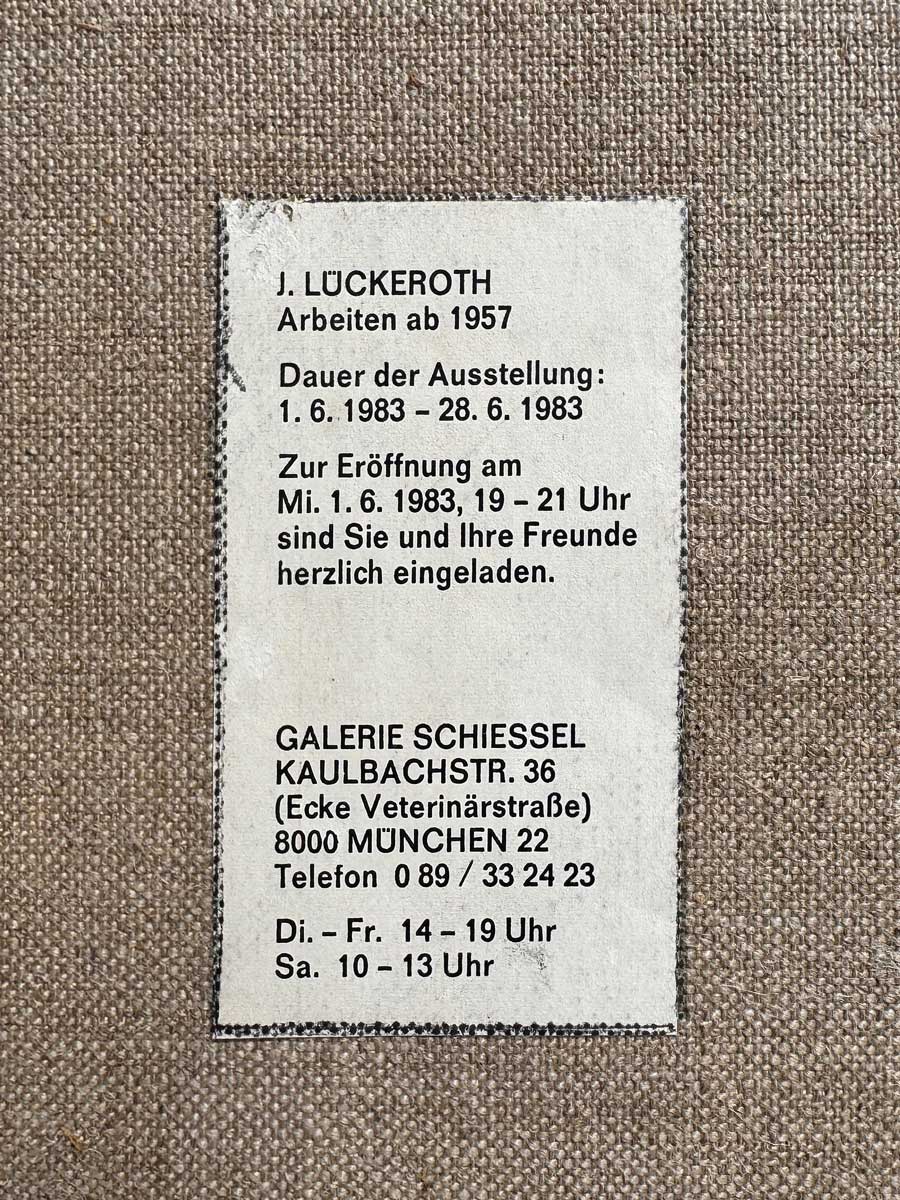 J. LÜCKEROTH
Arbeiten ab 1957
Dauer der Ausstellung:
1. 6. 1983 – 28. 6. 1983
Zur Eröffnung am
Mi. 1. 6. 1983, 19 – 21 Uhr
sind Sie und Ihre Freunde
herzlich eingeladen.
GALERIE SCHIESSEL
KAULBACHSTR. 36
(Ecke Veterinärstraße)
8000 MÜNCHEN 22
Telefon 0 89 / 33 24 23
Di. – Fr. 14 – 19 Uhr
Sa. 10 – 13 Uhr